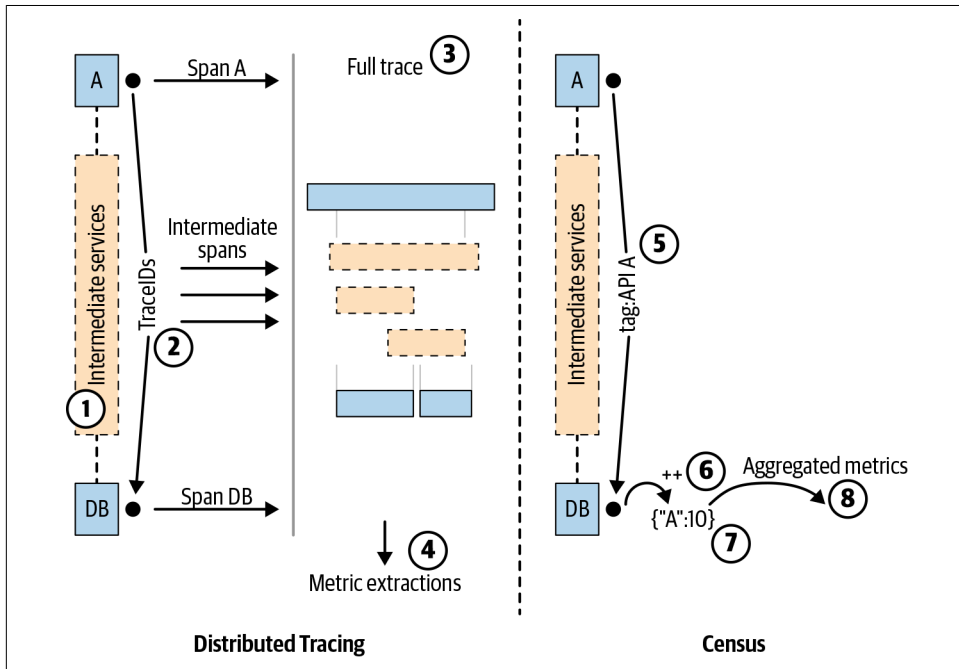 A
Span A
Full trace
3
Intermediate services
TraceIDs
Intermediate
spans
2
1
DB
Span DB
4
Metric extractions
Distributed Tracing
A
Intermediate services
tag:API A
5
DB
++
6
{"A":10}
7
Aggregated metrics
8
Census